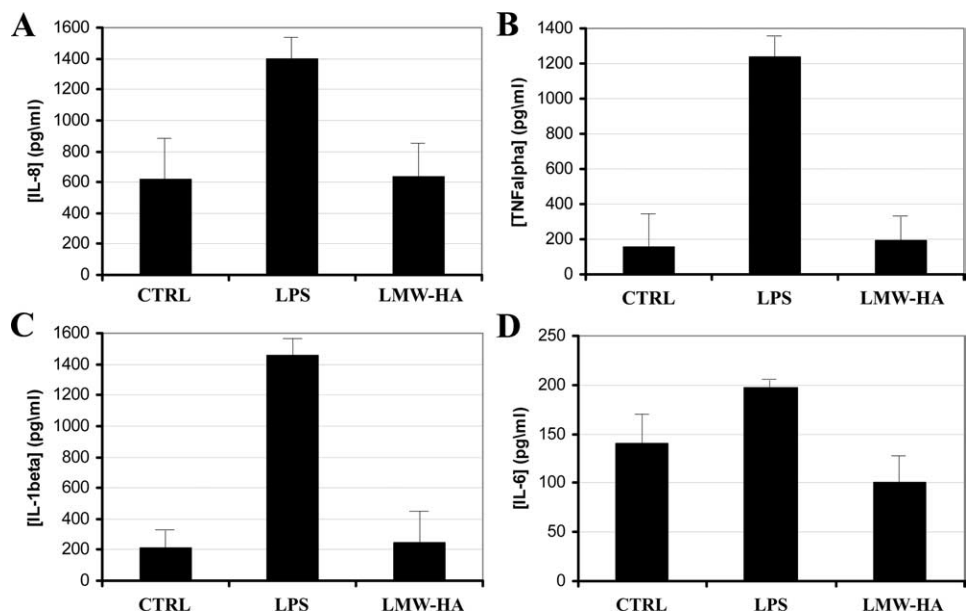 A
[IL-8] (pg\ml)
1600
1400
1200
1000
800
600
400
200
0
CTRL LPS LMW-HA
B
[TNFalpha] (pg\ml)
1400
1200
1000
800
600
400
200
0
CTRL LPS LMW-HA
C
[IL-1beta] (pg\ml)
1600
1400
1200
1000
800
600
400
200
0
CTRL LPS LMW-HA
D
[IL-6] (pg\ml)
250
200
150
100
50
0
CTRL LPS LMW-HA